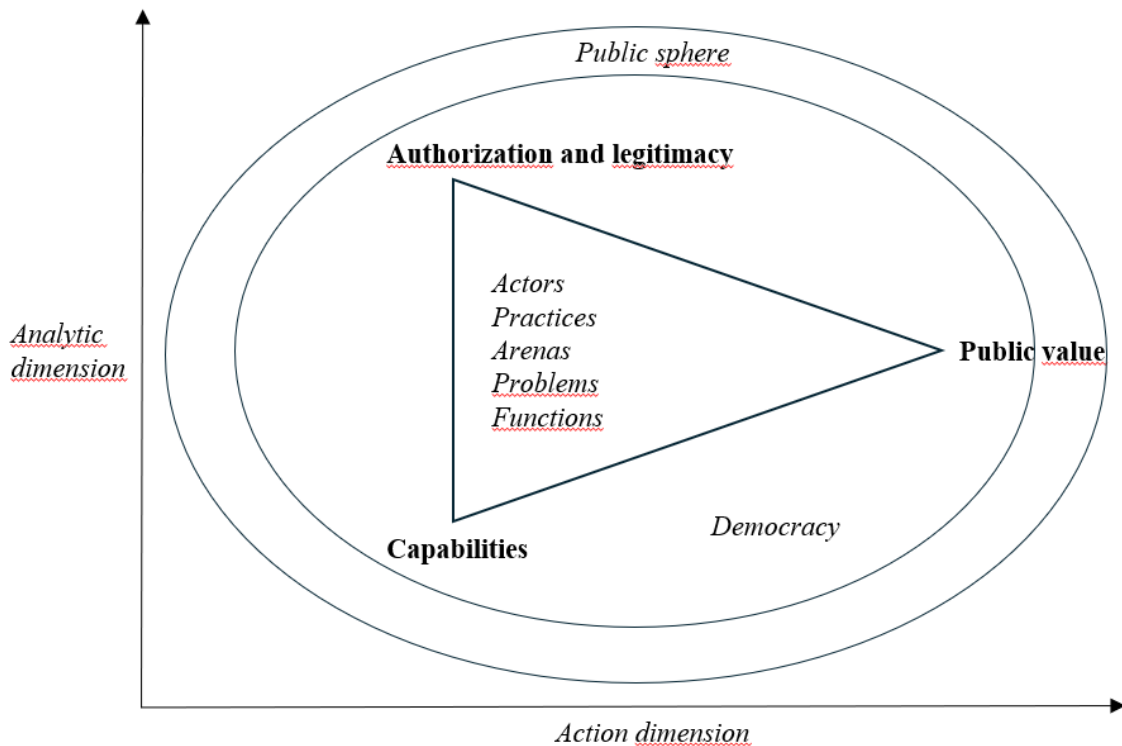 Public sphere
Authorization and legitimacy
Actors
Practices
Arenas
Problems
Functions
Analytic
dimension
Public value
Democracy
Capabilities
Action dimension